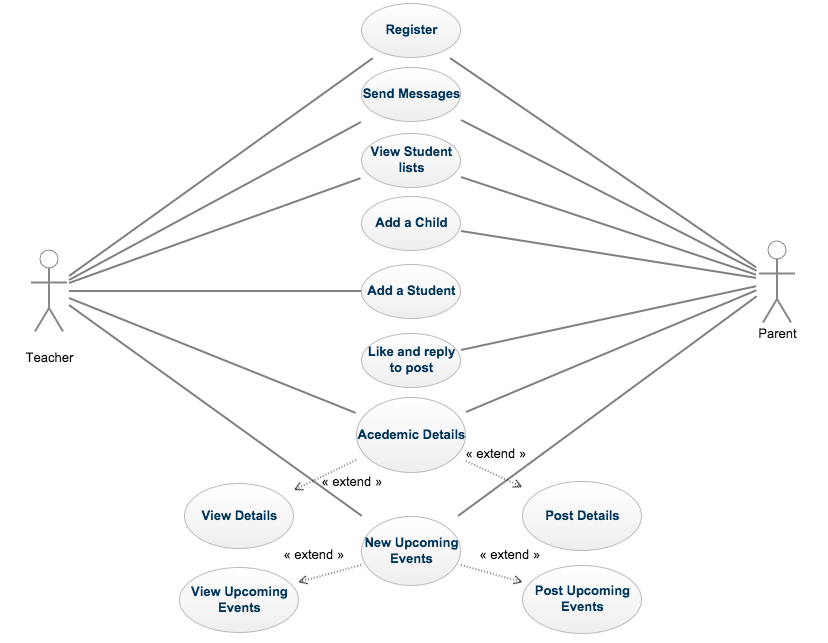 Register
Send Messages
View Student
lists
Add a Child
Add a Student
Like and reply
to post
Teacher
Parent
Acedemic Details
« extend »
« extend »
View Details
Post Details
New Upcoming
Events
« extend »
« extend »
View Upcoming
Events
Post Upcoming
Events